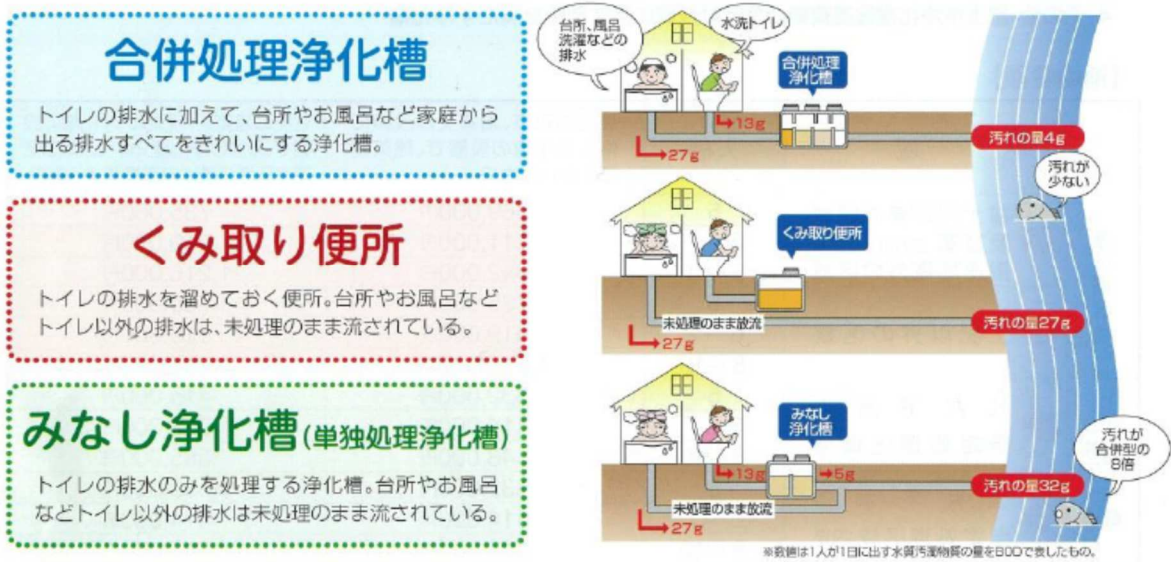 合併処理浄化槽
トイレの排水に加えて、台所やお風呂など家庭から
出る排水すべてをきれいにする浄化槽。
台所、風呂
洗濯などの
排水
水洗トイレ
合併処理
浄化槽
13g
27g
汚れの量4g
汚れが
少ない
くみ取り便所
トイレの排水を溜めておく便所。台所やお風呂など
トイレ以外の排水は、未処理のまま流されている。
くみ取り便所
未処理のまま放流
27g
汚れの量27g
みなし浄化槽(単独処理浄化槽)
トイレの排水のみを処理する浄化槽。台所やお風呂
などトイレ以外の排水は未処理のまま流されている。
みなし
浄化槽
13g
5g
未処理のまま放流
27g
汚れの量32g
汚れが
合併型の
8倍
※数値は1人が1日に出す水質汚濁物質の量をBODで表したもの。